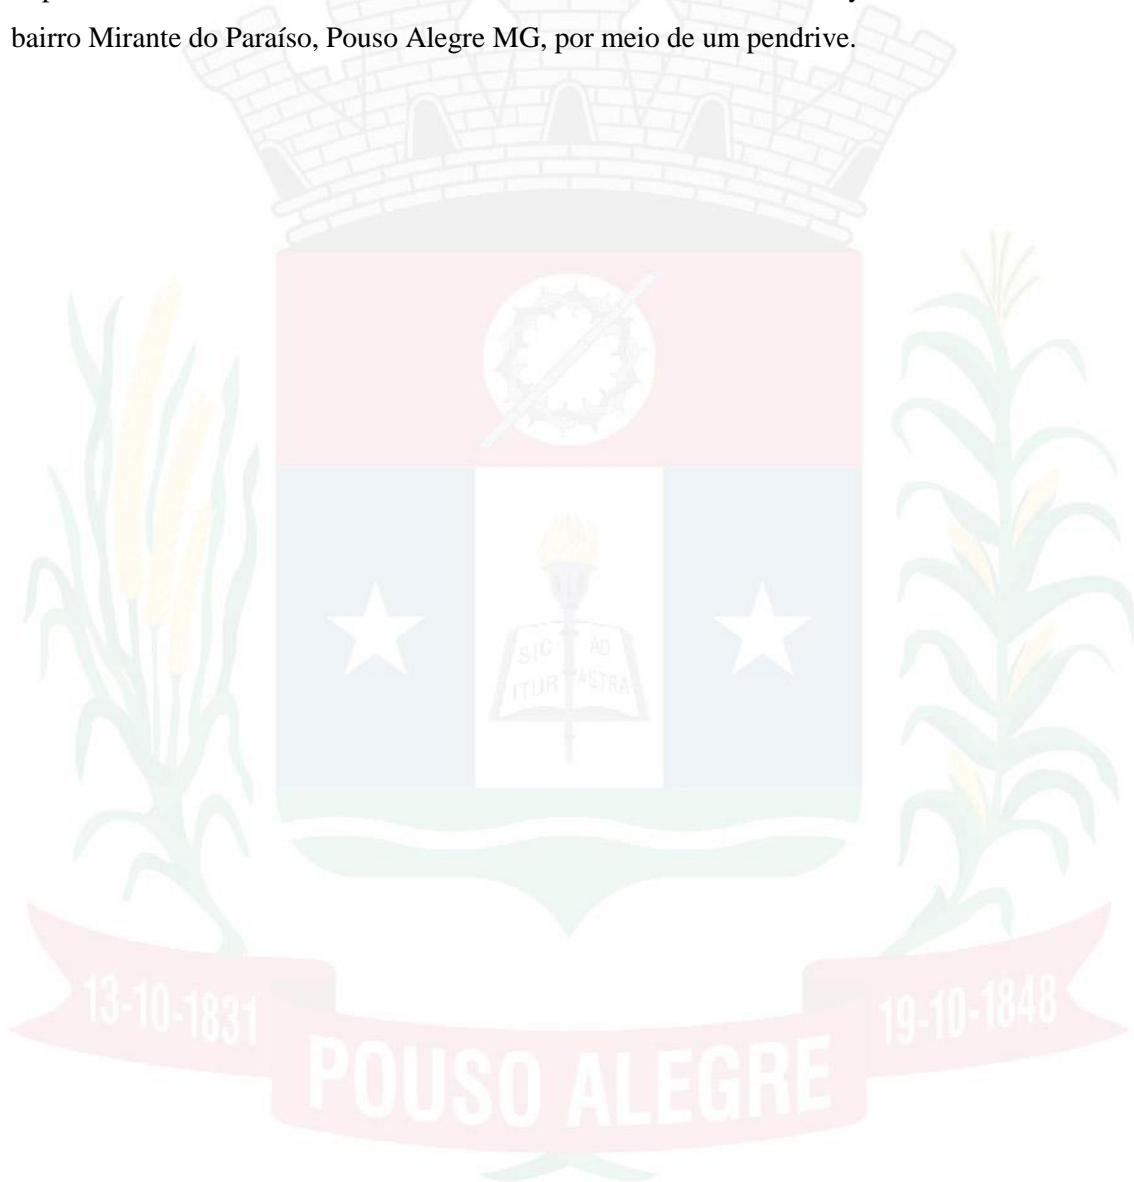 bairro Mirante do Paraíso, Pouso Alegre MG, por meio de um pendrive.
SIC AD
ITUR ASTRA
13-10-1831
19-10-1848
POUSO ALEGRE